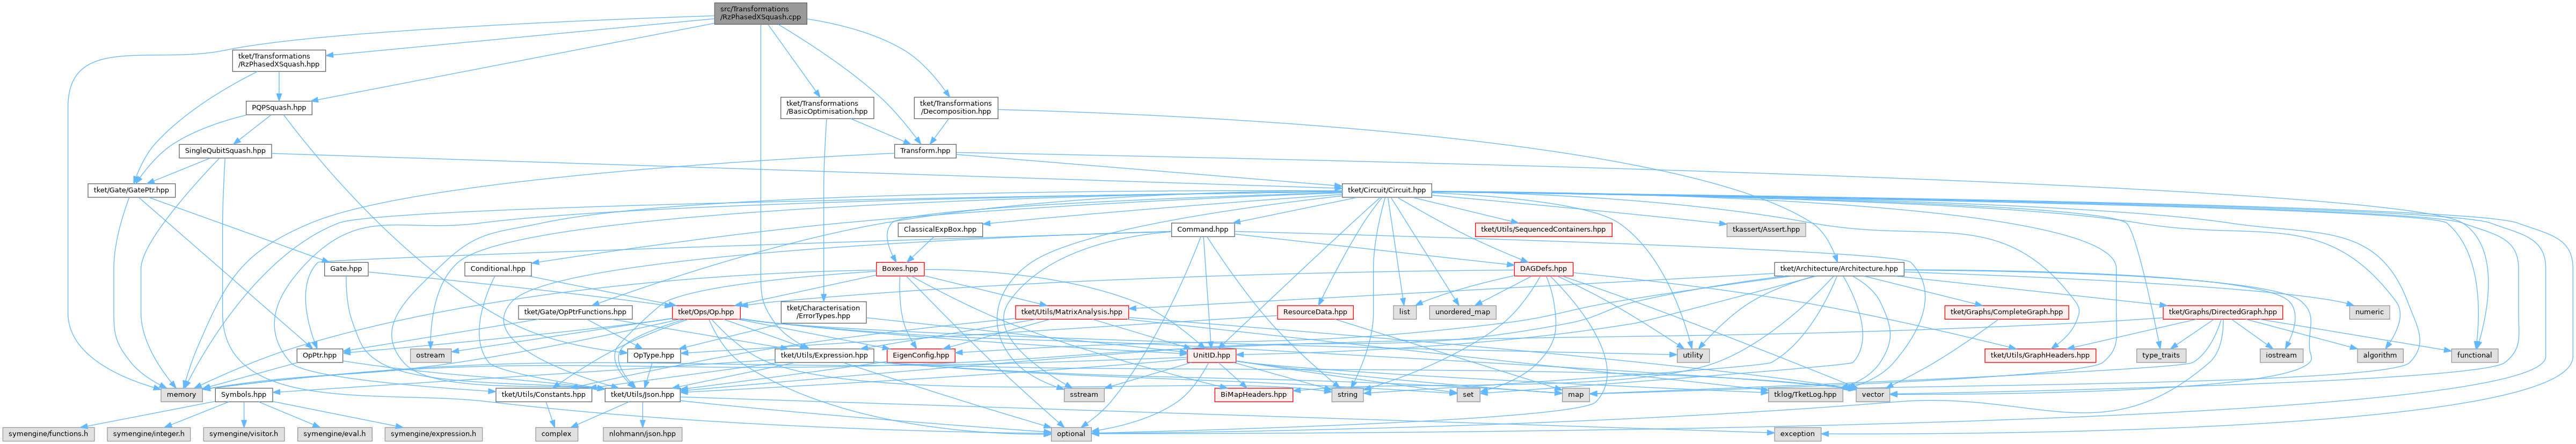 src/Transformations
/RzPhasedXSquash.cpp
tket/Transformations
/RzPhasedXSquash.hpp
PQPSquash.hpp
tket/Transformations
/BasicOptimisation.hpp
tket/Transformations
/Decomposition.hpp
SingleQubitSquash.hpp
Transform.hpp
tket/Gate/GatePtr.hpp
tket/Circuit/Circuit.hpp
ClassicalExpBox.hpp
Command.hpp
tket/Utils/SequencedContainers.hpp
tkassert/Assert.hpp
Gate.hpp
Conditional.hpp
Boxes.hpp
DAGDefs.hpp
tket/Architecture/Architecture.hpp
tket/Gate/OpPtrFunctions.hpp
tket/Ops/Op.hpp
tket/Characterisation
/ErrorTypes.hpp
tket/Utils/MatrixAnalysis.hpp
ResourceData.hpp
list
unordered_map
tket/Graphs/CompleteGraph.hpp
tket/Graphs/DirectedGraph.hpp
numeric
OpPtr.hpp
ostream
OpType.hpp
tket/Utils/Expression.hpp
EigenConfig.hpp
utility
UnitID.hpp
tket/Utils/GraphHeaders.hpp
type_traits
iostream
algorithm
functional
memory
Symbols.hpp
tket/Utils/Constants.hpp
tket/Utils/Json.hpp
sstream
BiMapHeaders.hpp
string
set
map
tklog/TketLog.hpp
vector
symengine/functions.h
symengine/integer.h
symengine/visitor.h
symengine/eval.h
symengine/expression.h
complex
nlohmann/json.hpp
optional
exception